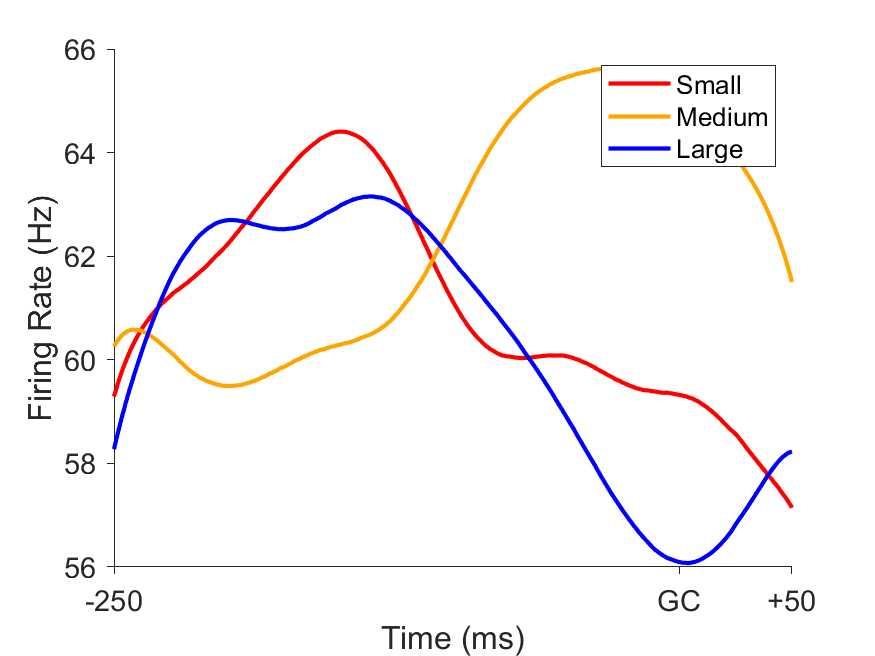 66
64
62
60
58
56
Firing Rate (Hz)
Small
Medium
Large
-250
GC
+50
Time (ms)